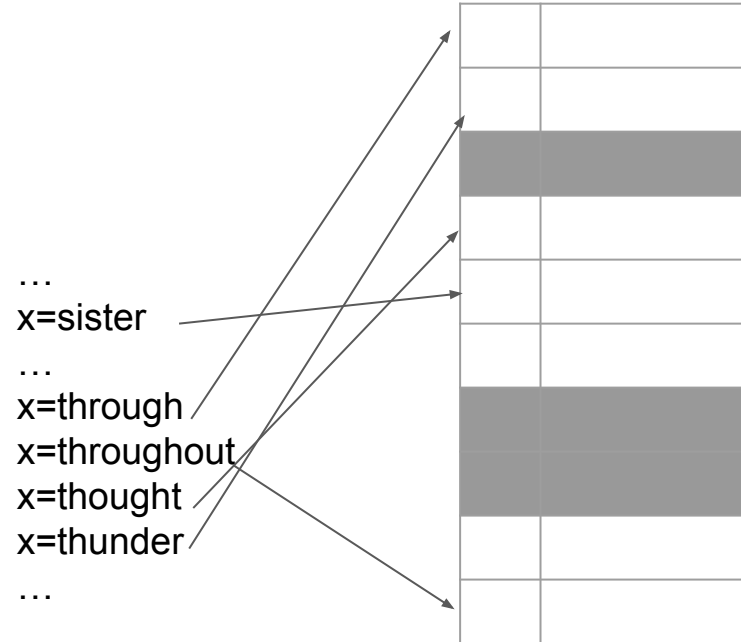 …
x=sister
…
x=through
x=throughout
x=thought
x=thunder
…